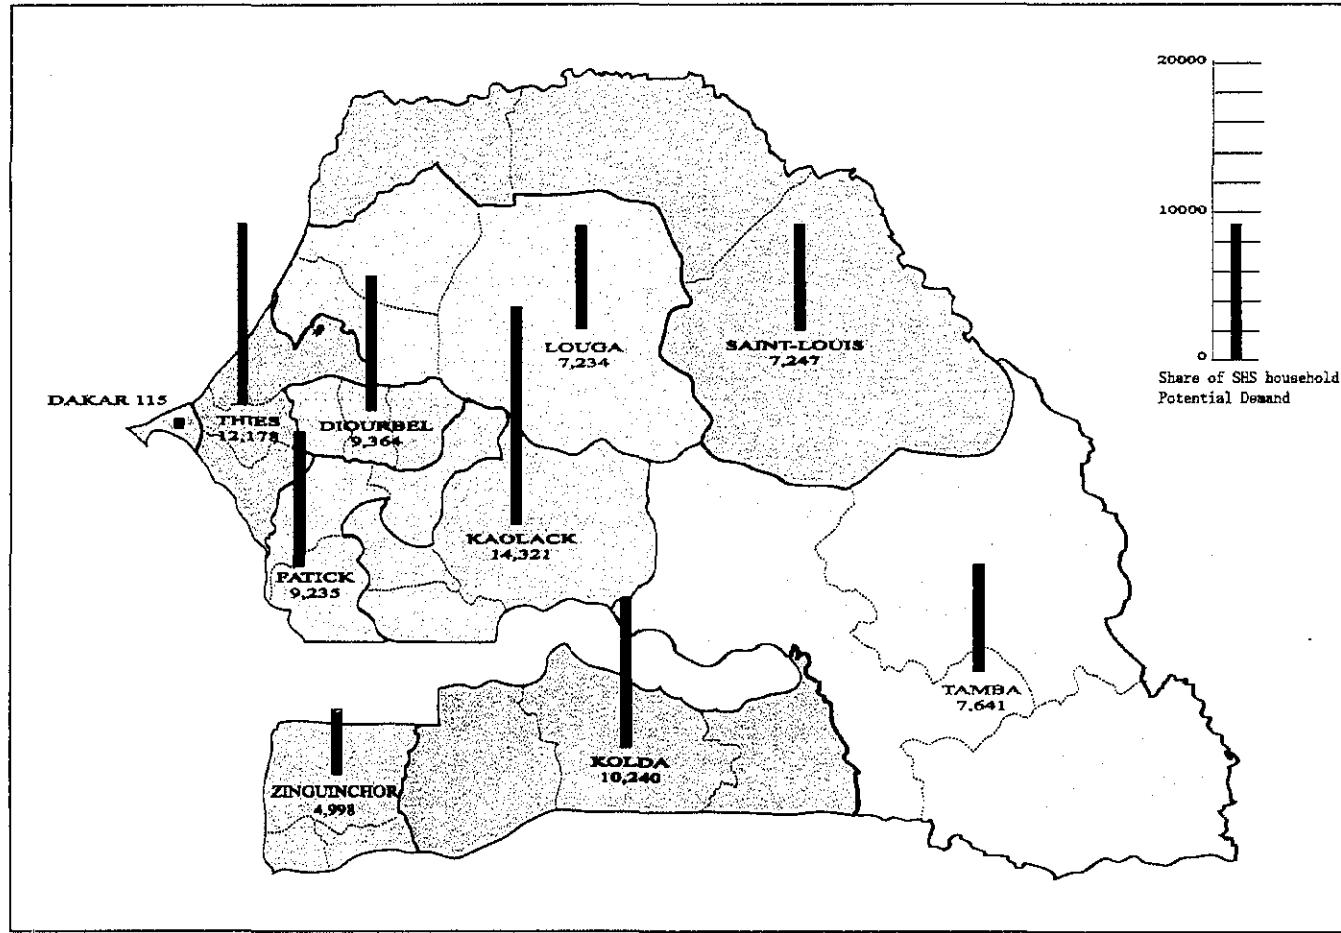 20000
10000
0
Share of SHS household
Potential Demand
LOUGA
7,234
SAINT-LOUIS
7,247
DAKAR 115
THIES
12,178
DIOURBEL
9,364
KAOLACK
14,321
FATICK
9,235
TAMBA
7,641
KOLDA
10,240
ZINGUINCHOR
4,998